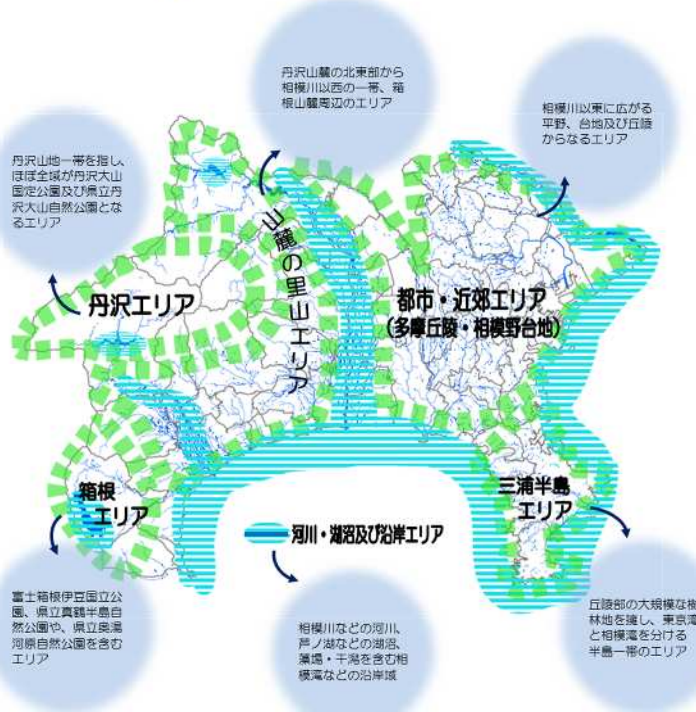 丹沢山麓の北東部から
相模川以西の一帯、箱
根山麓周辺のエリア
相模川以東に広がる
平野、台地及び丘陵
からなるエリア
丹沢山地一帯を指し、
ほぼ全域が丹沢大山
国定公園及び県立丹
沢大山自然公園とな
るエリア
山麓の里山エリア
丹沢エリア
都市・近郊エリア
（多摩丘陵・相模野台地）
箱根
エリア
三浦半島
エリア
河川・湖沼及び沿岸エリア
富士箱根伊豆国立公
園、県立真鶴半島自
然公園や、県立奥湯
河原自然公園を含む
エリア
相模川などの河川、
芦ノ湖などの湖沼、
藻場・干潟を含む相
模湾などの沿岸域
丘陵部の大規模な樹
林地を擁し、東京湾
と相模湾を分ける
半島一帯のエリア